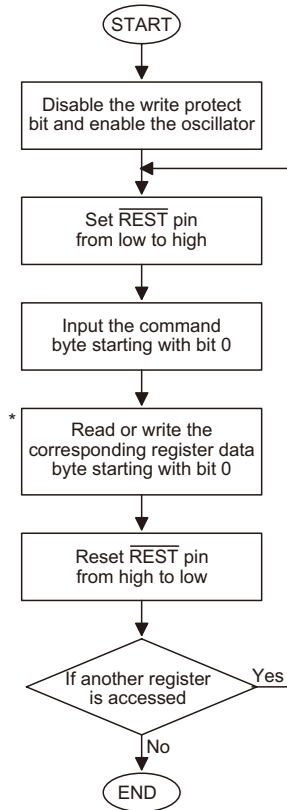 START
Disable the write protect
bit and enable the oscillator
Set REST pin
from low to high
Input the command
byte starting with bit 0
*
Read or write the
corresponding register data
byte starting with bit 0
Reset REST pin
from high to low
If another register
is accessed
Yes
No
END